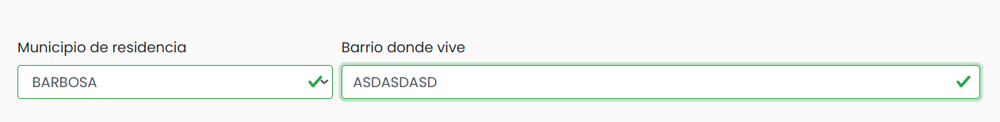 Municipio de residencia
Barrio donde vive
BARBOSA
ASDASDASD